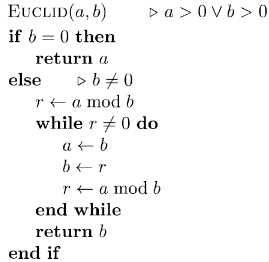 EUCLID(a, b) ▷ a > 0 ∨ b > 0
if b = 0 then
return a
else ▷ b ≠ 0
r ← a mod b
while r ≠ 0 do
a ← b
b ← r
r ← a mod b
end while
return b
end if